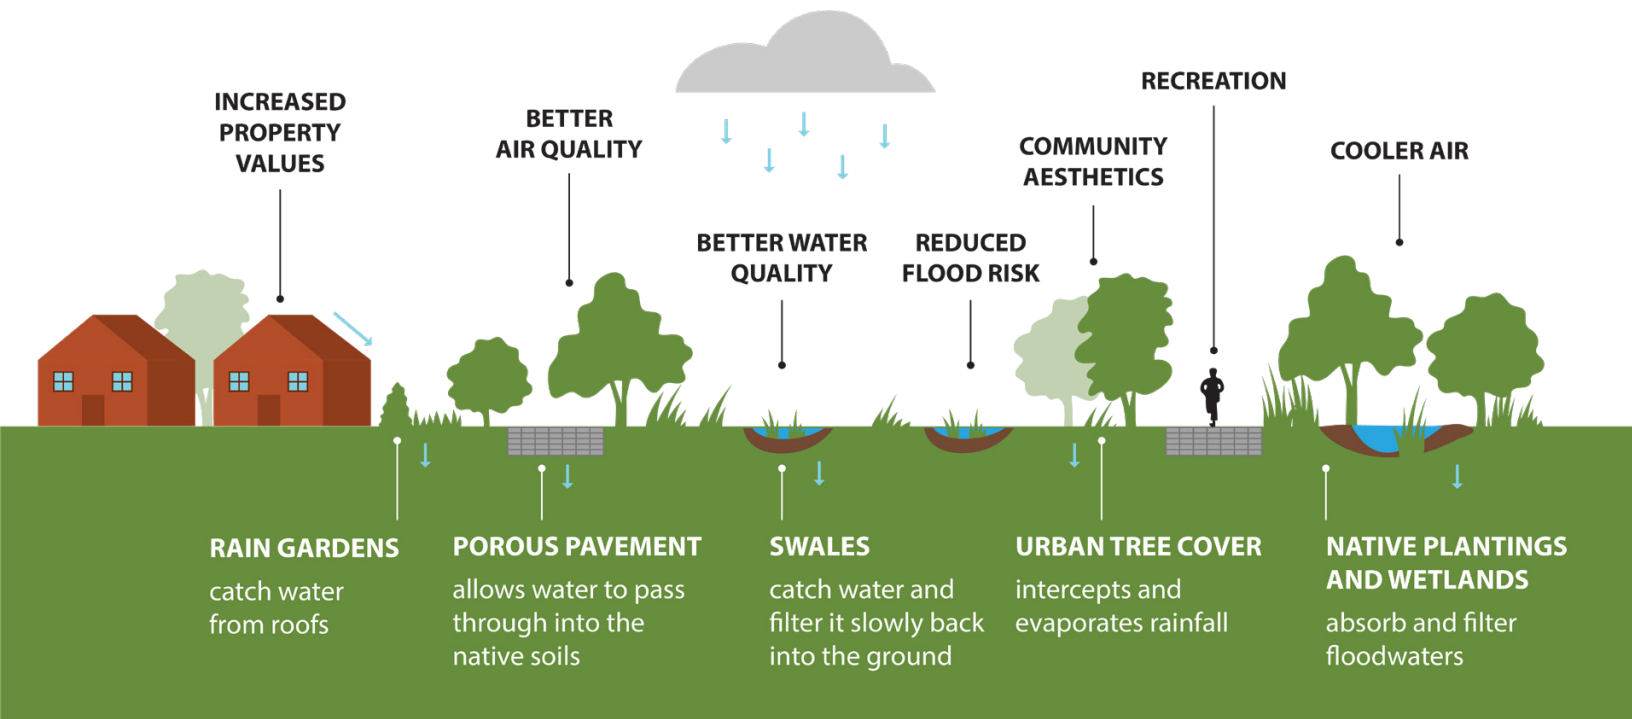 INCREASED
PROPERTY
VALUES
BETTER
AIR QUALITY
BETTER WATER
QUALITY
REDUCED
FLOOD RISK
COMMUNITY
AESTHETICS
RECREATION
COOLER AIR
RAIN GARDENS
catch water
from roofs
POROUS PAVEMENT
allows water to pass
through into the
native soils
SWALES
catch water and
filter it slowly back
into the ground
URBAN TREE COVER
intercepts and
evaporates rainfall
NATIVE PLANTINGS
AND WETLANDS
absorb and filter
floodwaters